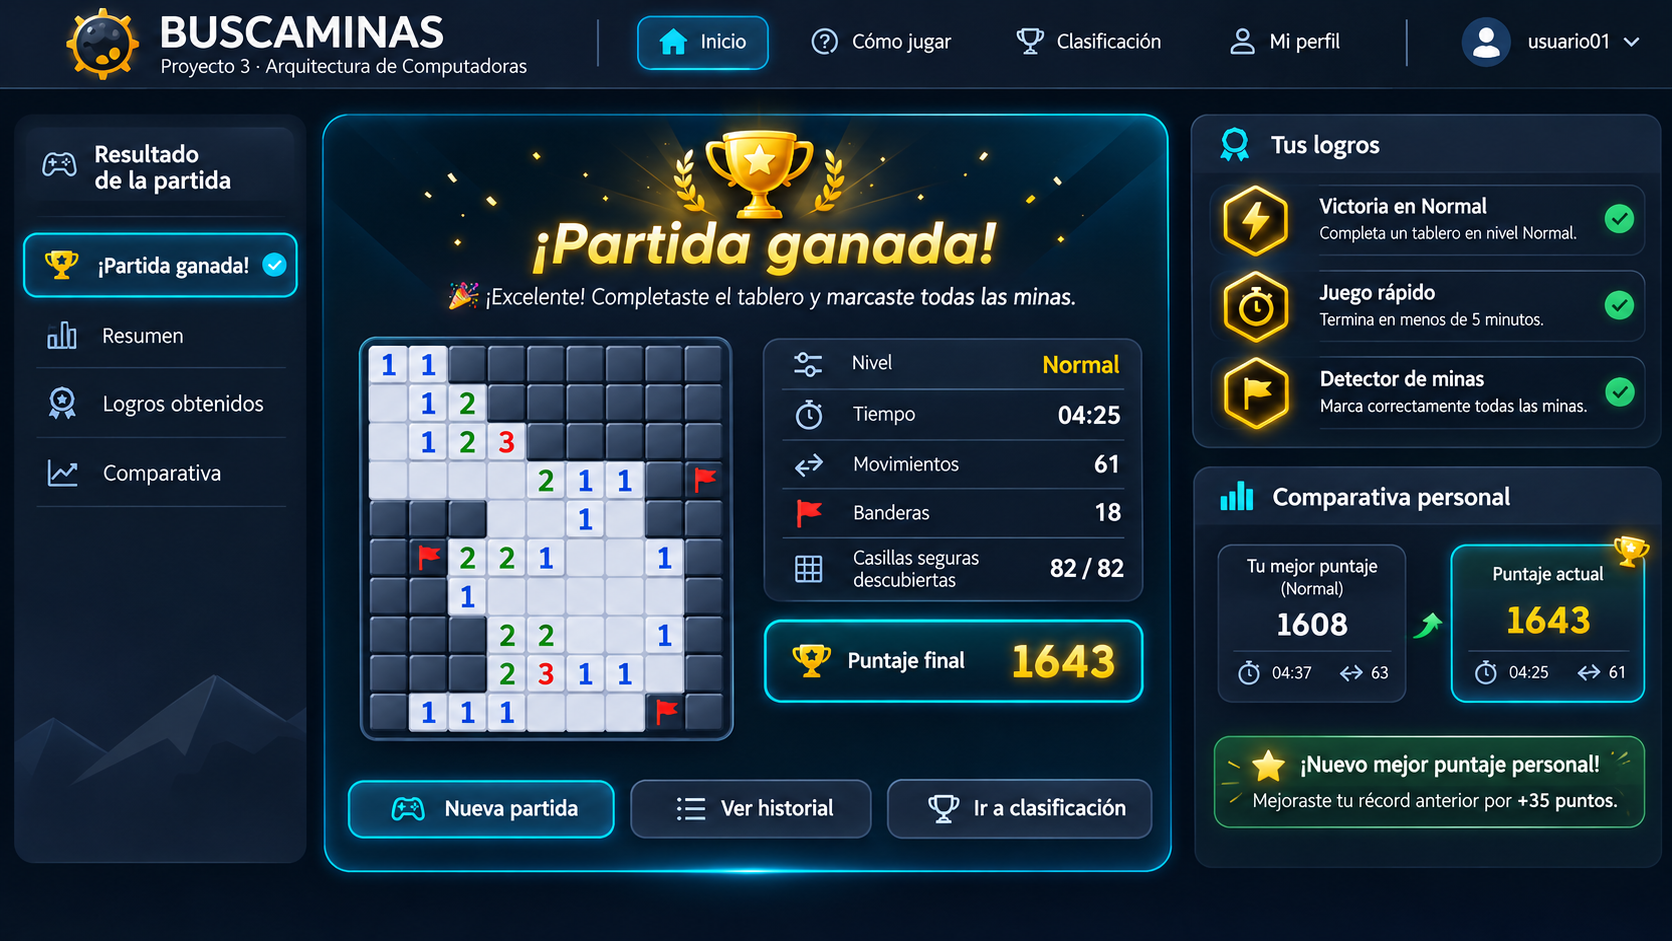 BUSCAMINAS
Proyecto 3 · Arquitectura de Computadoras
Inicio
Cómo jugar
Clasificación
Mi perfil
usuario01
Resultado
de la partida
¡Partida ganada!
Resumen
Logros obtenidos
Comparativa
¡Partida ganada!
¡Excelente! Completaste el tablero y marcaste todas las minas.
1 1
1 2
1 2 3
2 1 1
1
2 2 1 1
1
2 2 1
2 3 1 1
1 1 1
Nivel Normal
Tiempo 04:25
Movimientos 61
Banderas 18
Casillas seguras
descubiertas 82 / 82
Puntaje final 1643
Nueva partida
Ver historial
Ir a clasificación
Tus logros
Victoria en Normal
Completa un tablero en nivel Normal.
Juego rápido
Termina en menos de 5 minutos.
Detector de minas
Marca correctamente todas las minas.
Comparativa personal
Tu mejor puntaje
(Normal)
1608
04:37 63
Puntaje actual
1643
04:25 61
¡Nuevo mejor puntaje personal!
Mejoraste tu récord anterior por +35 puntos.